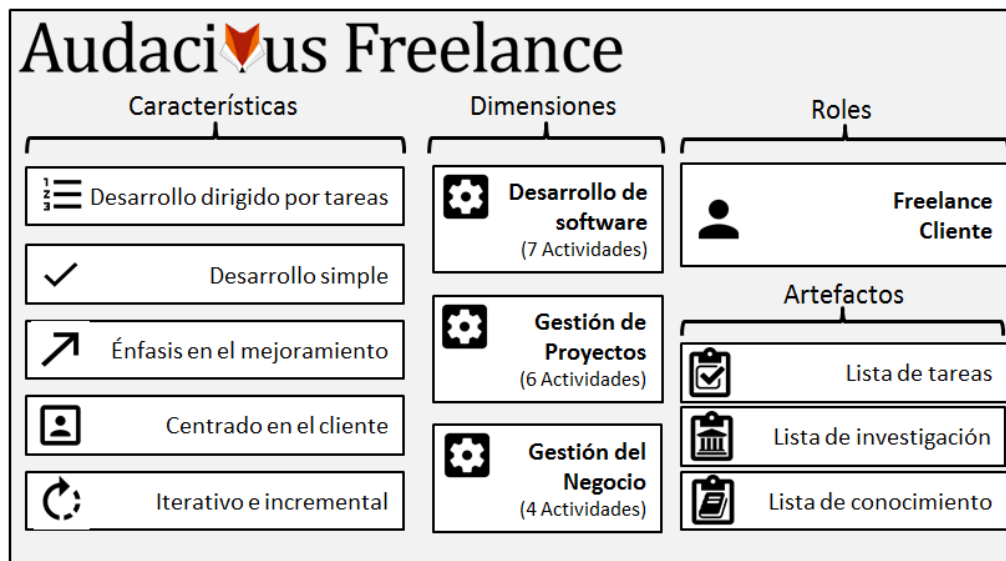 Audacivus Freelance
Características
Desarrollo dirigido por tareas
Desarrollo simple
Énfasis en el mejoramiento
Centrado en el cliente
Iterativo e incremental
Dimensiones
Desarrollo de
software
(7 Actividades)
Gestión de
Proyectos
(6 Actividades)
Gestión del
Negocio
(4 Actividades)
Roles
Freelance
Cliente
Artefactos
Lista de tareas
Lista de investigación
Lista de conocimiento